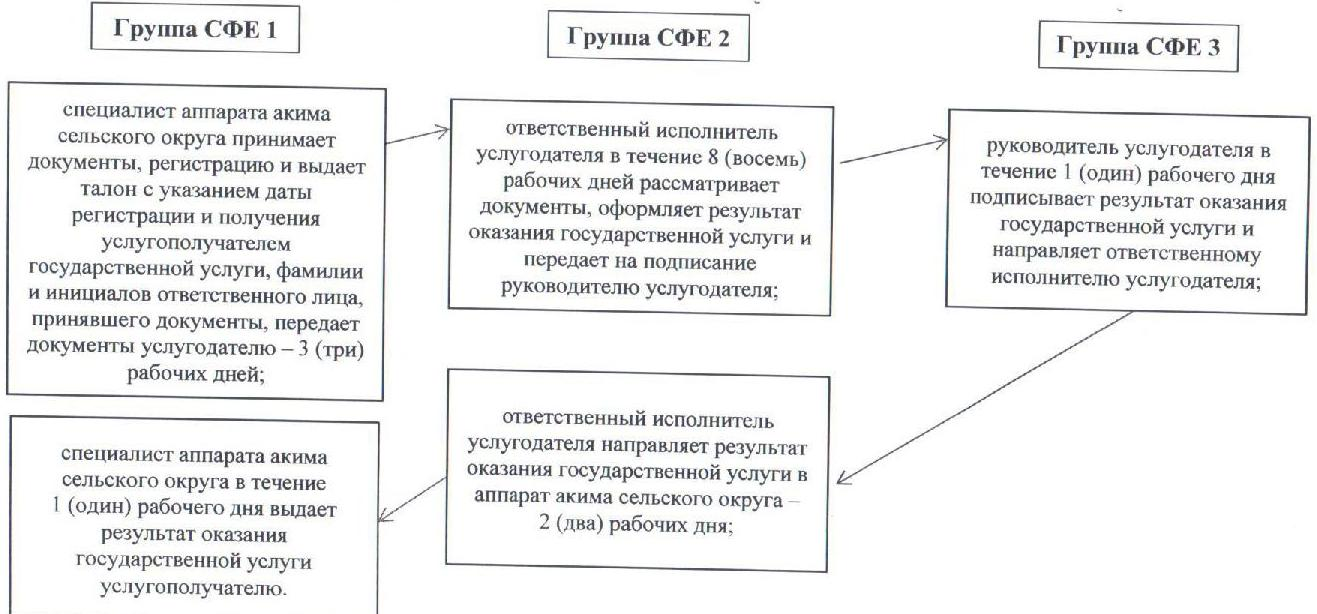 Группа СФЕ 1
Группа СФЕ 2
Группа СФЕ 3
специалист аппарата акима
сельского округа принимает
документы, регистрацию и выдает
талон с указанием даты
регистрации и получения
услугополучателем
государственной услуги, фамилии
и инициалов ответственного лица,
принявшего документы, передает
документы услугодателю – 3 (три)
рабочих дней;
ответственный исполнитель
услугодателя в течение 8 (восемь)
рабочих дней рассматривает
документы, оформляет результат
оказания государственной услуги и
передает на подписание
руководителю услугодателя;
руководитель услугодателя в
течение 1 (один) рабочего дня
подписывает результат оказания
государственной услуги и
направляет ответственному
исполнителю услугодателя;
ответственный исполнитель
услугодателя направляет результат
оказания государственной услуги в
аппарат акима сельского округа –
2 (два) рабочих дня;
специалист аппарата акима
сельского округа в течение
1 (один) рабочего дня выдает
результат оказания
государственной услуги
услугополучателю.